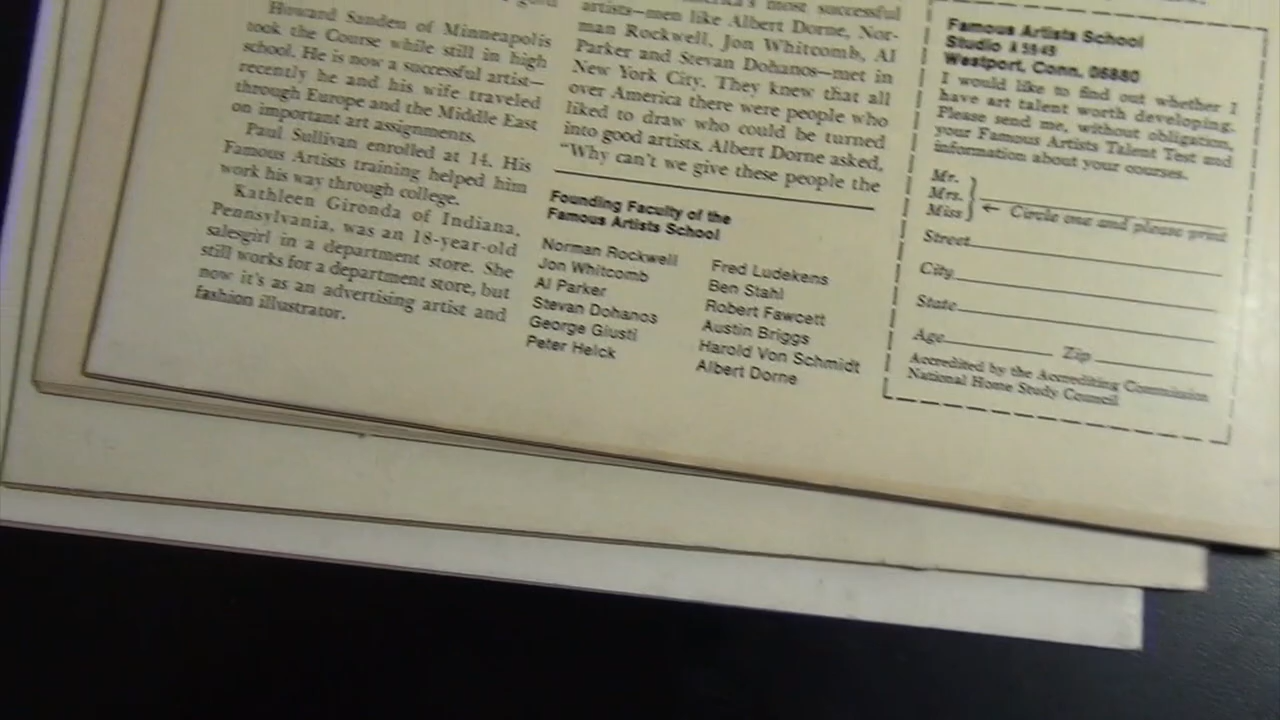 Howard Sanden of Minneapolis
took the Course while still in high
school. He is now a successful artist—
recently he and his wife traveled
through Europe and the Middle East
on important art assignments.
Paul Sullivan enrolled at 14. His
Famous Artists training helped him
work his way through college.
Kathleen Gironda of Indiana,
Pennsylvania, was an 18-year-old
salesgirl in a department store. She
still works for a department store, but
now it's as an advertising artist and
fashion illustrator.
most successful
artists—men like Albert Dorne, Nor-
man Rockwell, Jon Whitcomb, Al
Parker and Stevan Dohanos—met in
New York City. They knew that all
over America there were people who
liked to draw who could be turned
into good artists. Albert Dorne asked,
"Why can't we give these people the
Founding Faculty of the
Famous Artists School
Norman Rockwell
Jon Whitcomb
Al Parker
Stevan Dohanos
George Giusti
Peter Helck
Fred Ludekens
Ben Stahl
Robert Fawcett
Austin Briggs
Harold Von Schmidt
Albert Dorne
Famous Artists School
Studio
Westport, Conn. 06880
I would like to find out whether I
have art talent worth developing.
Please send me, without obligation,
your Famous Artists Talent Test and
information about your courses.
Mr.
Mrs.
Miss ← Circle one and please print
Street
City
State
Age Zip
Accredited by the Accrediting Commission
National Home Study Council